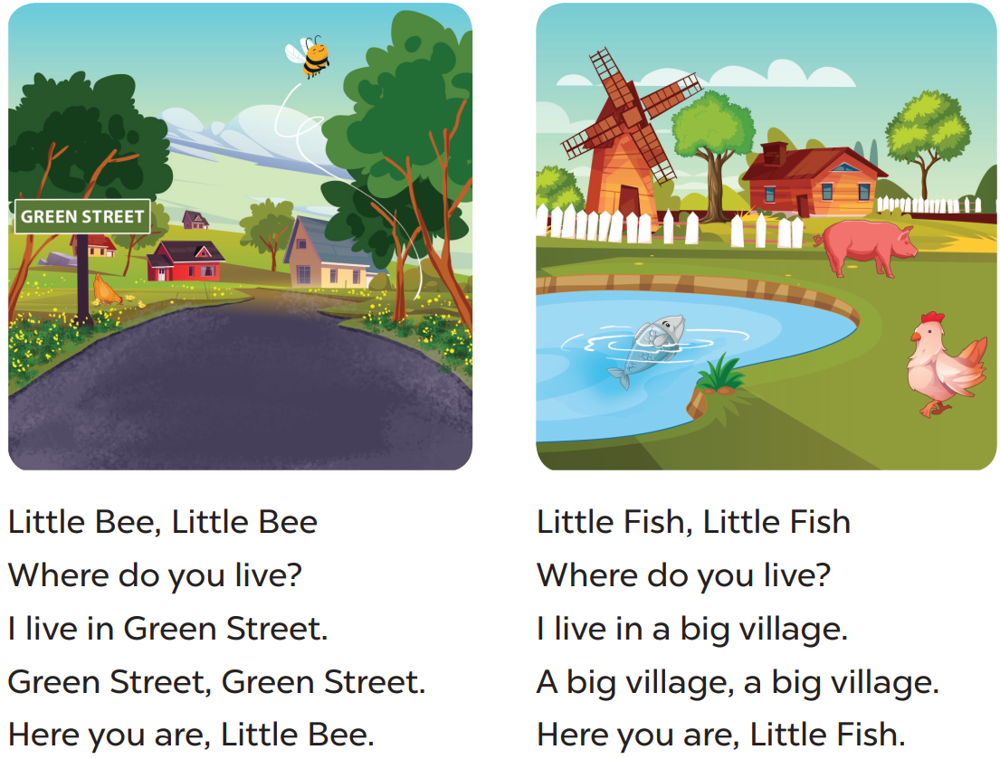 GREEN STREET
Little Bee, Little Bee
Where do you live?
I live in Green Street.
Green Street, Green Street.
Here you are, Little Bee.
Little Fish, Little Fish
Where do you live?
I live in a big village.
A big village, a big village.
Here you are, Little Fish.